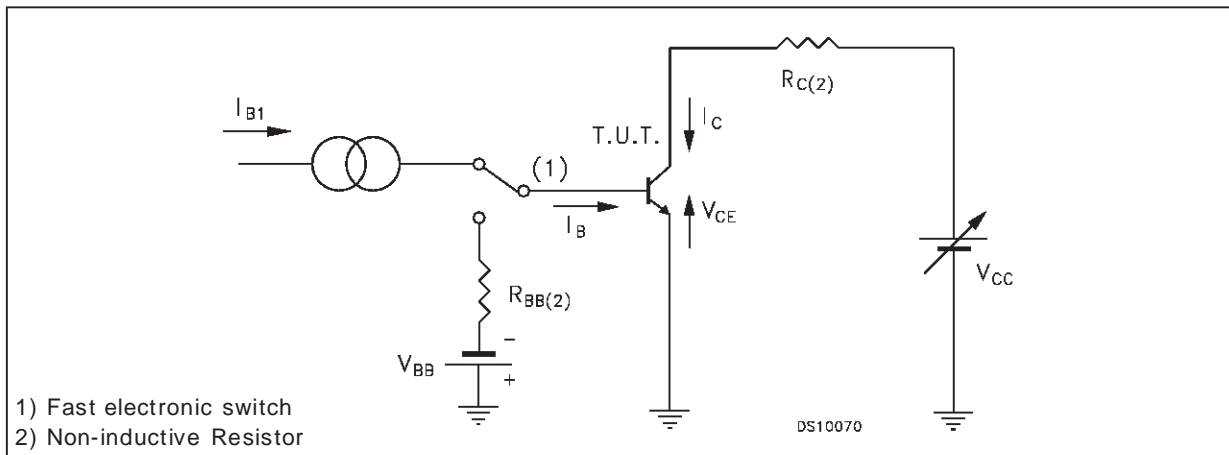 I_B1
(1)
I_B
T.U.T.
I_C
V_CE
R_C(2)
V_CC
R_BB(2)
V_BB
−
+
1) Fast electronic switch
2) Non-inductive Resistor
DS10070